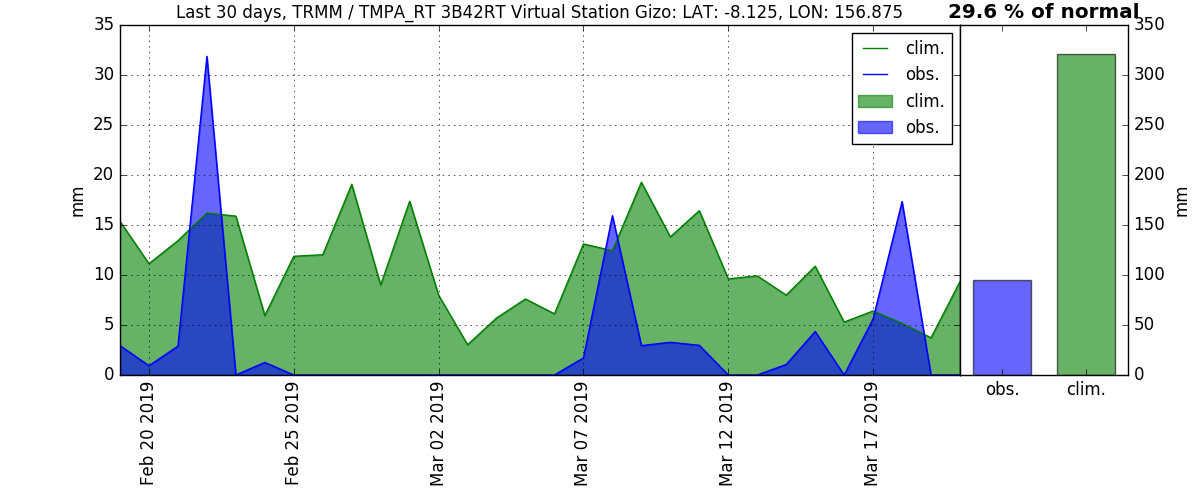 Last 30 days, TRMM / TMPA_RT 3B42RT Virtual Station Gizo: LAT: -8.125, LON: 156.875
29.6 % of normal
35
30
25
20
15
10
5
0
mm
clim.
obs.
clim.
obs.
350
300
250
200
150
100
50
0
mm
obs.
clim.
Feb 20 2019
Feb 25 2019
Mar 02 2019
Mar 07 2019
Mar 12 2019
Mar 17 2019